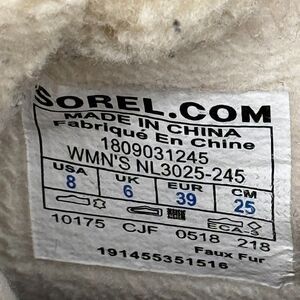 SOREL.COM
MADE IN CHINA
Fabriqué En Chine
1809031245
WMN'S NL3025-245
USA UK EUR CM
8 6 39 25
10175 CJF 0518 218
Faux Fur
191455351516